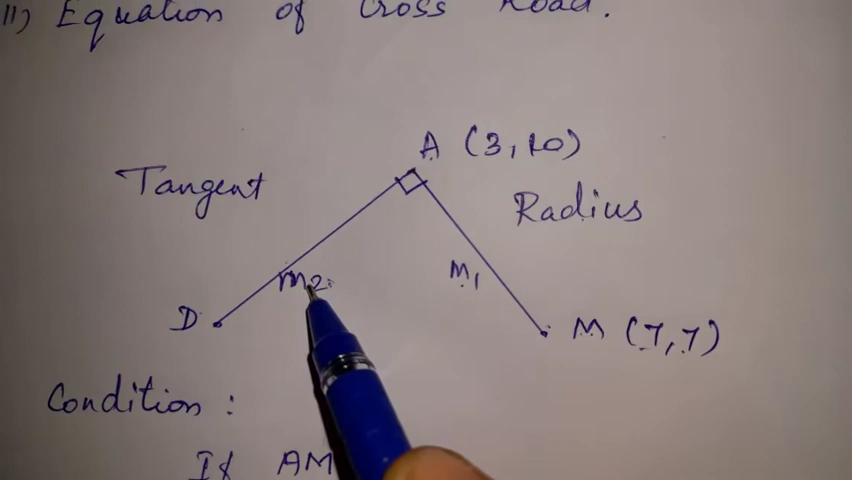 11) Equation of Cross Road.
A (3,10)
Tangent
Radius
m2
M1
D
M (7,7)
Condition :
If AM